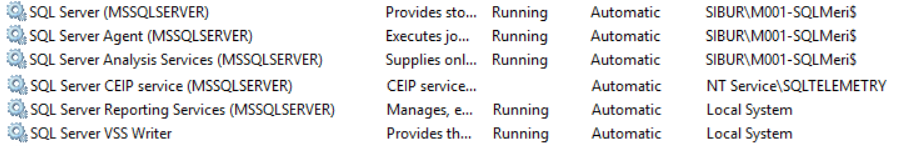 SQL Server (MSSQLSERVER) Provides sto... Running Automatic SIBUR\M001-SQLMeri$
SQL Server Agent (MSSQLSERVER) Executes jo... Running Automatic SIBUR\M001-SQLMeri$
SQL Server Analysis Services (MSSQLSERVER) Supplies onl... Running Automatic SIBUR\M001-SQLMeri$
SQL Server CEIP service (MSSQLSERVER) CEIP service... Automatic NT Service\SQLTELEMETRY
SQL Server Reporting Services (MSSQLSERVER) Manages, e... Running Automatic Local System
SQL Server VSS Writer Provides th... Running Automatic Local System